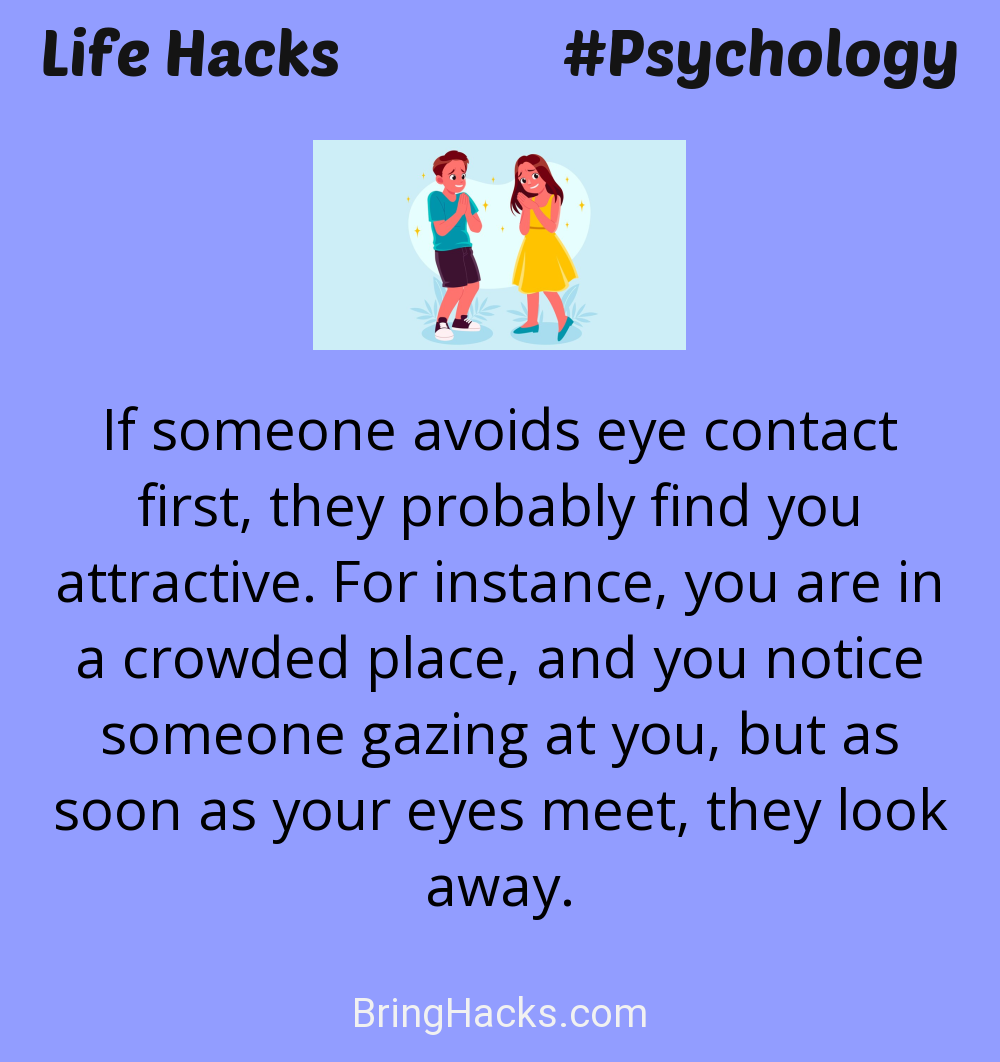 Life Hacks #Psychology
If someone avoids eye contact
first, they probably find you
attractive. For instance, you are in
a crowded place, and you notice
someone gazing at you, but as
soon as your eyes meet, they look
away.
BringHacks.com